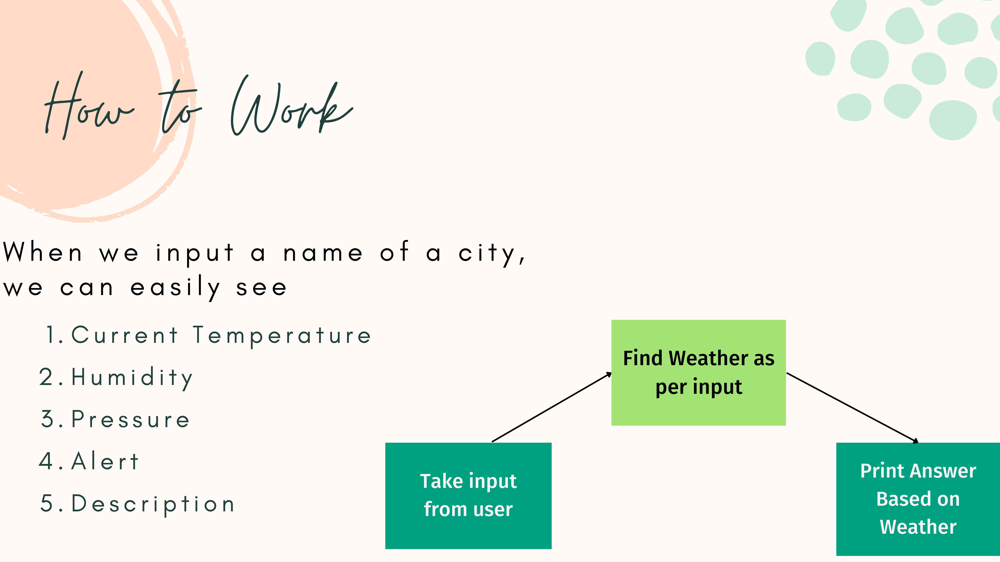 How to Work
When we input a name of a city,
we can easily see
1. Current Temperature
2. Humidity
3. Pressure
4. Alert
5. Description
Find Weather as
per input
Take input
from user
Print Answer
Based on
Weather